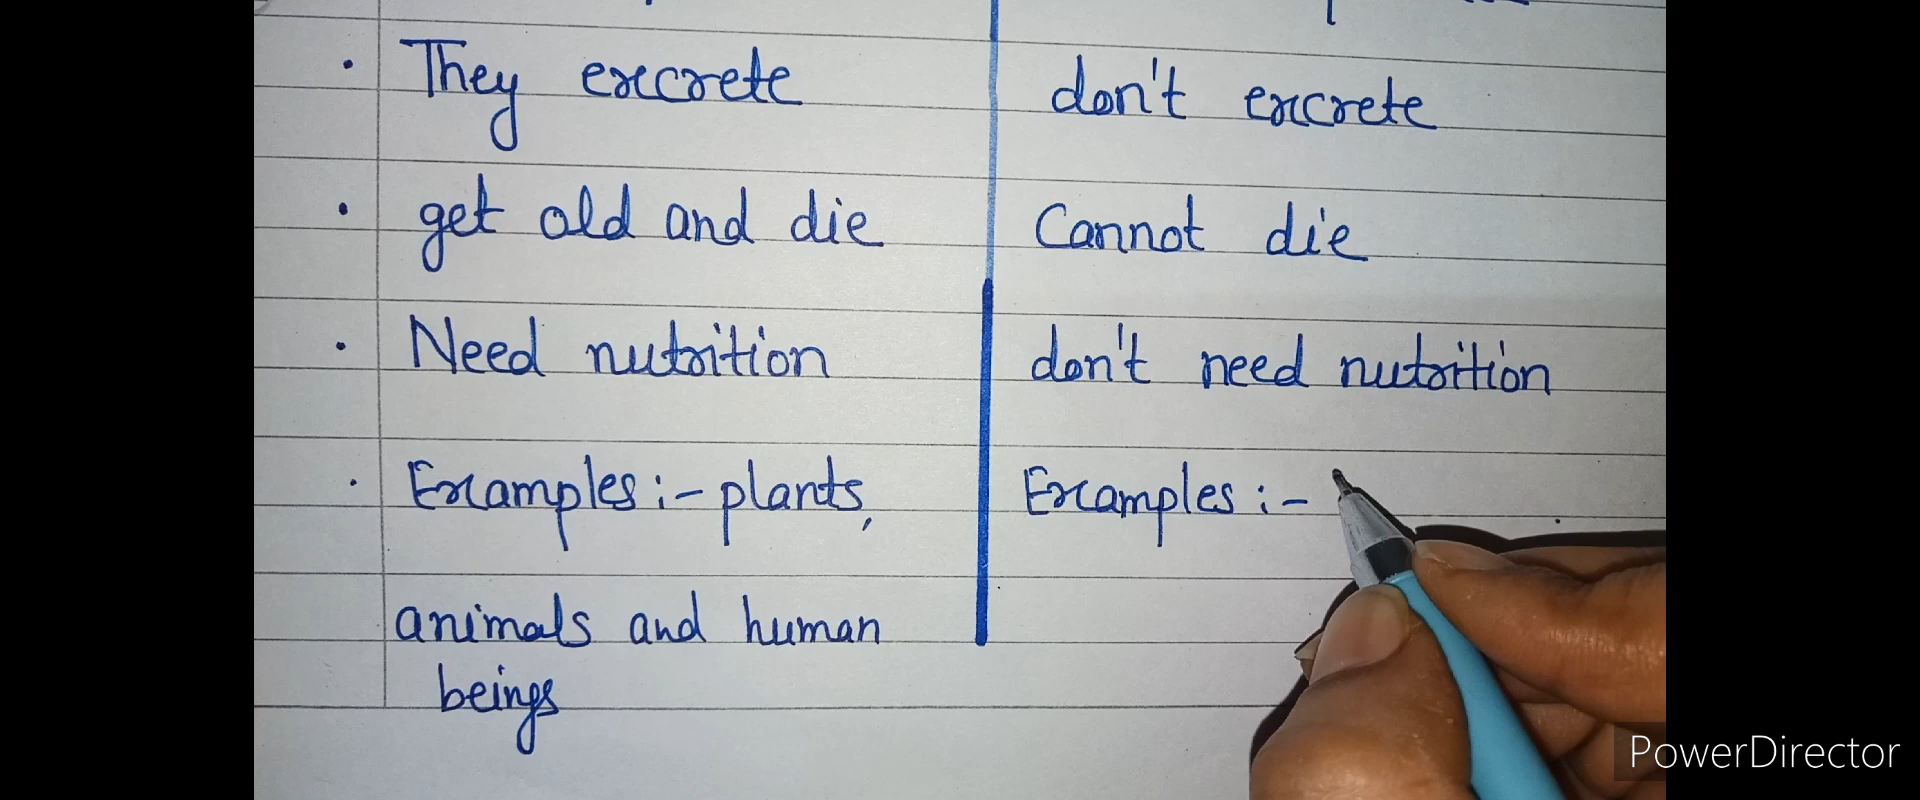 They excrete
don't excrete
get old and die
Cannot die
Need nutrition
don't need nutrition
Examples :- plants,
Examples :-
animals and human
beings
PowerDirector